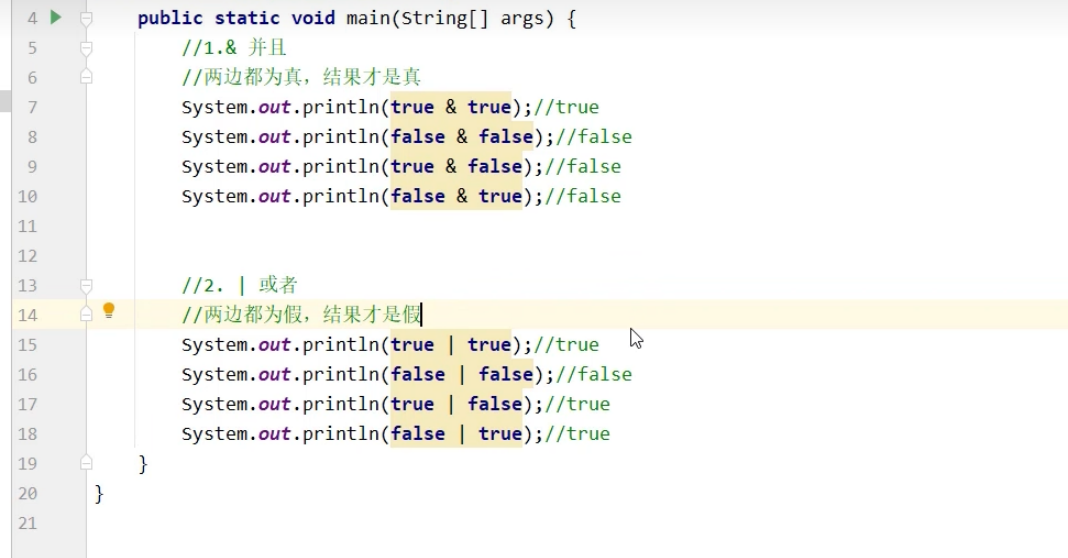 4 public static void main(String[] args) {
5 //1.& 并且
6 //两边都为真，结果才是真
7 System.out.println(true & true);//true
8 System.out.println(false & false);//false
9 System.out.println(true & false);//false
10 System.out.println(false & true);//false
11
12
13 //2. | 或者
14 //两边都为假，结果才是假
15 System.out.println(true | true);//true
16 System.out.println(false | false);//false
17 System.out.println(true | false);//true
18 System.out.println(false | true);//true
19 }
20 }
21